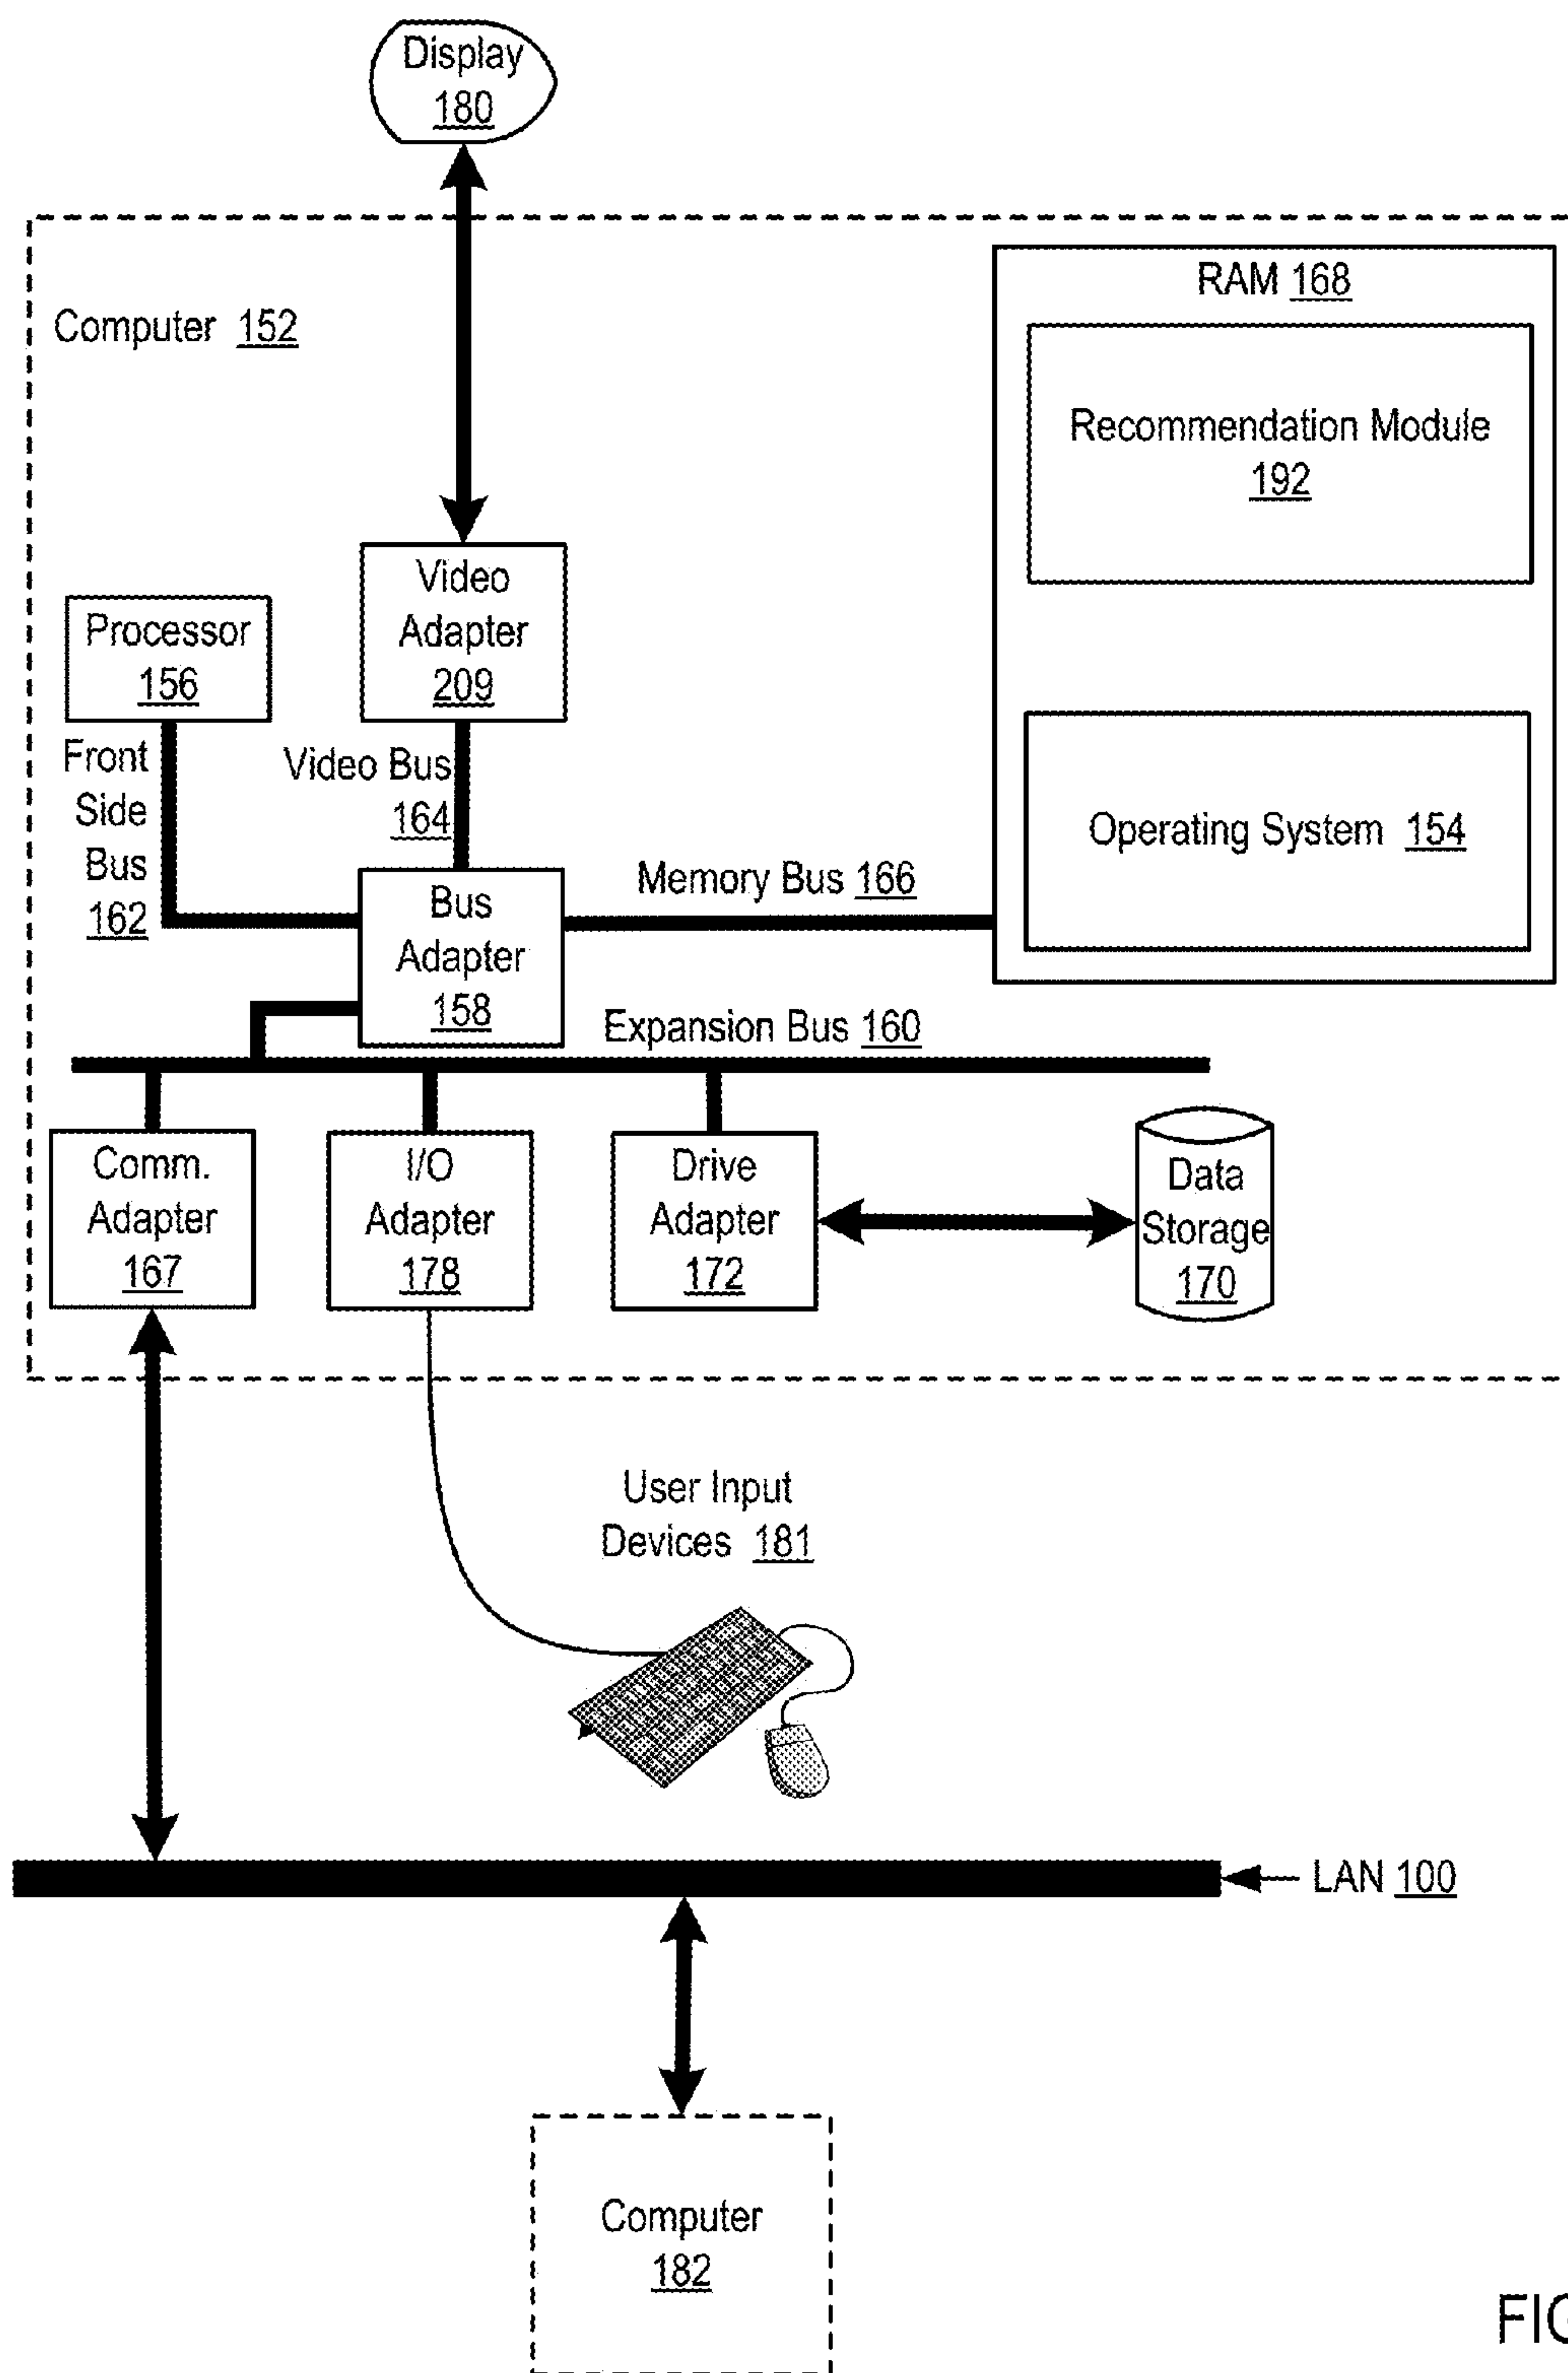 Display
180
Computer 152
RAM 168
Recommendation Module
192
Video
Adapter
209
Processor
156
Front
Side
Bus
162
Video Bus
164
Operating System 154
Memory Bus 166
Bus
Adapter
158
Expansion Bus 160
Comm.
Adapter
167
I/O
Adapter
178
Drive
Adapter
172
Data
Storage
170
User Input
Devices 181
LAN 100
Computer
182
FIG